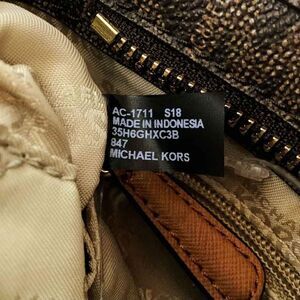 AC-1711 S18
MADE IN INDONESIA
35H6GHXC3B
847
MICHAEL KORS